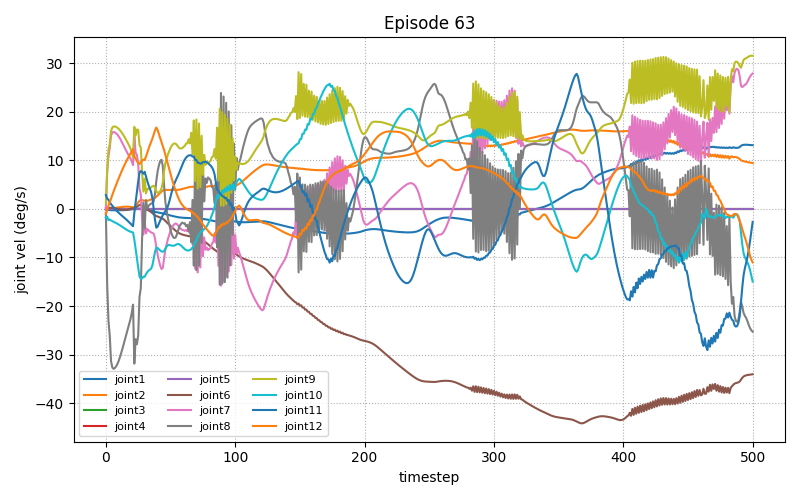 Episode 63
joint vel (deg/s)
30
20
10
0
−10
−20
−30
−40
joint1 joint5 joint9
joint2 joint6 joint10
joint3 joint7 joint11
joint4 joint8 joint12
0 100 200 300 400 500
timestep